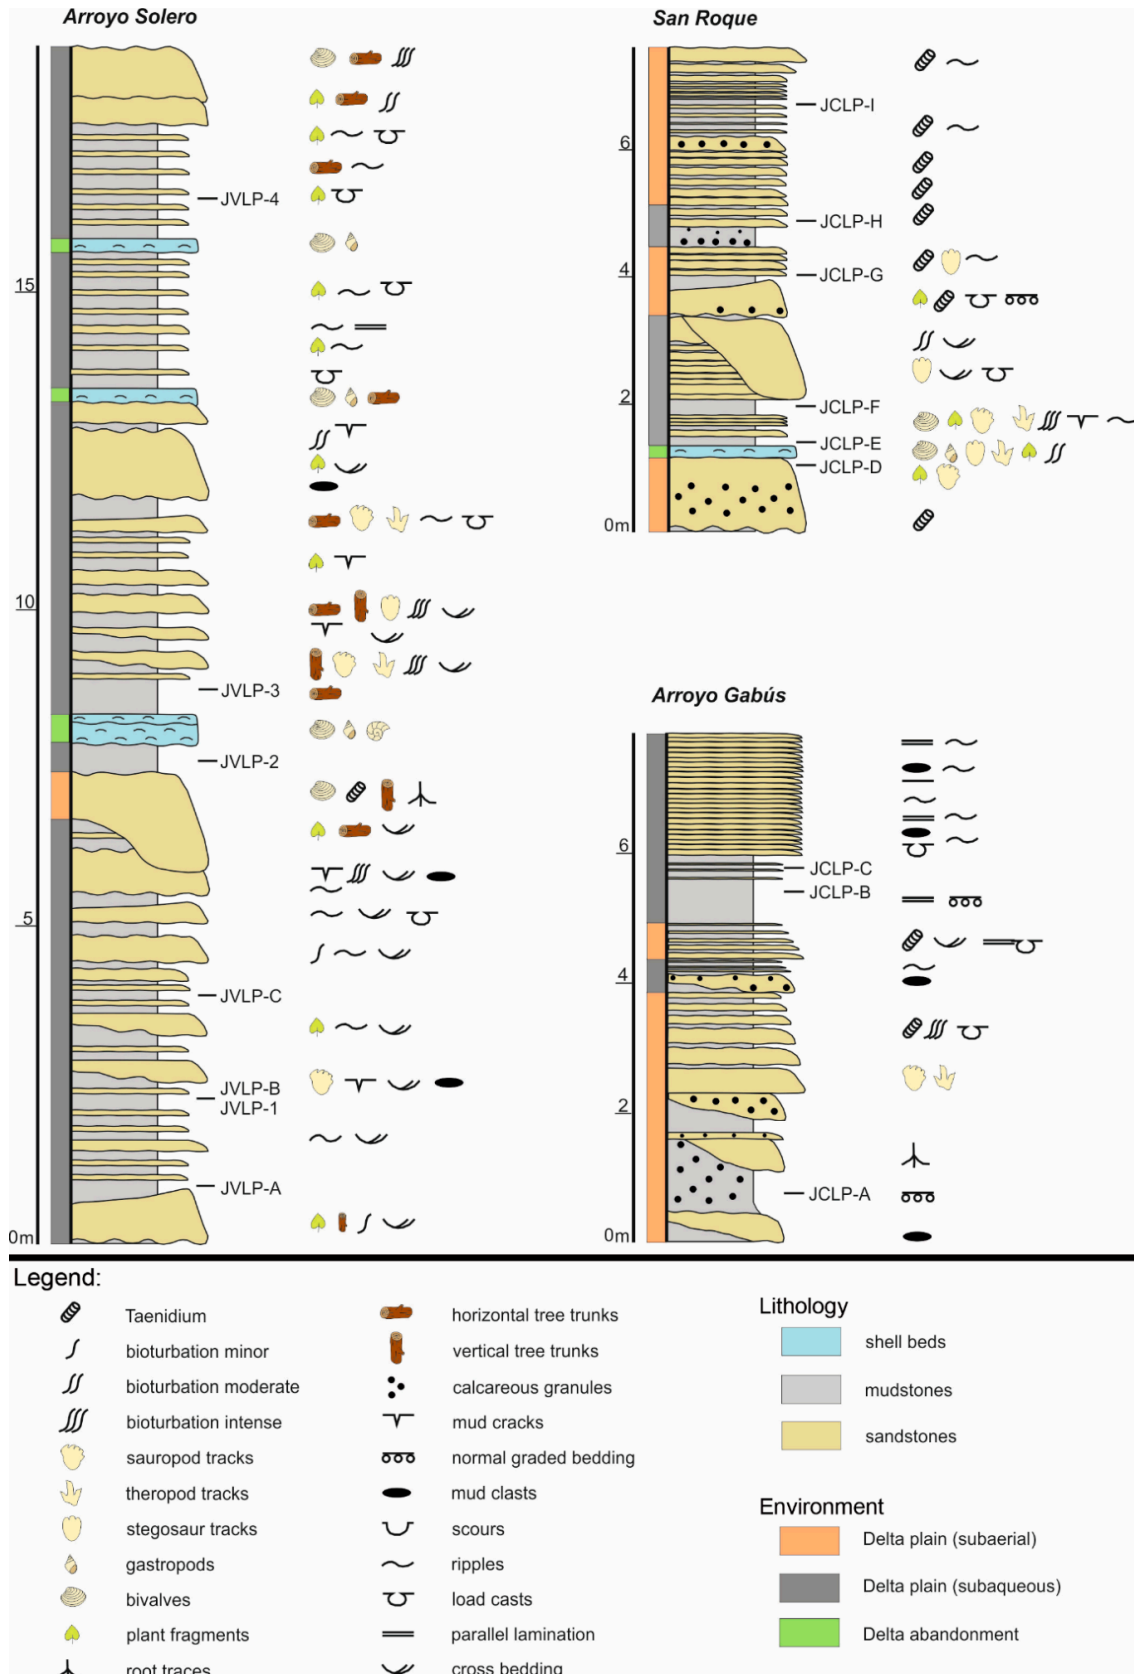 Arroyo Solero
15
10
5
0m
JVLP-4
JVLP-3
JVLP-2
JVLP-C
JVLP-B
JVLP-1
JVLP-A
San Roque
6
4
2
0m
JCLP-I
JCLP-H
JCLP-G
JCLP-F
JCLP-E
JCLP-D
Arroyo Gabús
6
4
2
0m
JCLP-C
JCLP-B
JCLP-A
Legend:
Taenidium
bioturbation minor
bioturbation moderate
bioturbation intense
sauropod tracks
theropod tracks
stegosaur tracks
gastropods
bivalves
plant fragments
root traces
horizontal tree trunks
vertical tree trunks
calcareous granules
mud cracks
normal graded bedding
mud clasts
scours
ripples
load casts
parallel lamination
cross bedding
Lithology
shell beds
mudstones
sandstones
Environment
Delta plain (subaerial)
Delta plain (subaqueous)
Delta abandonment